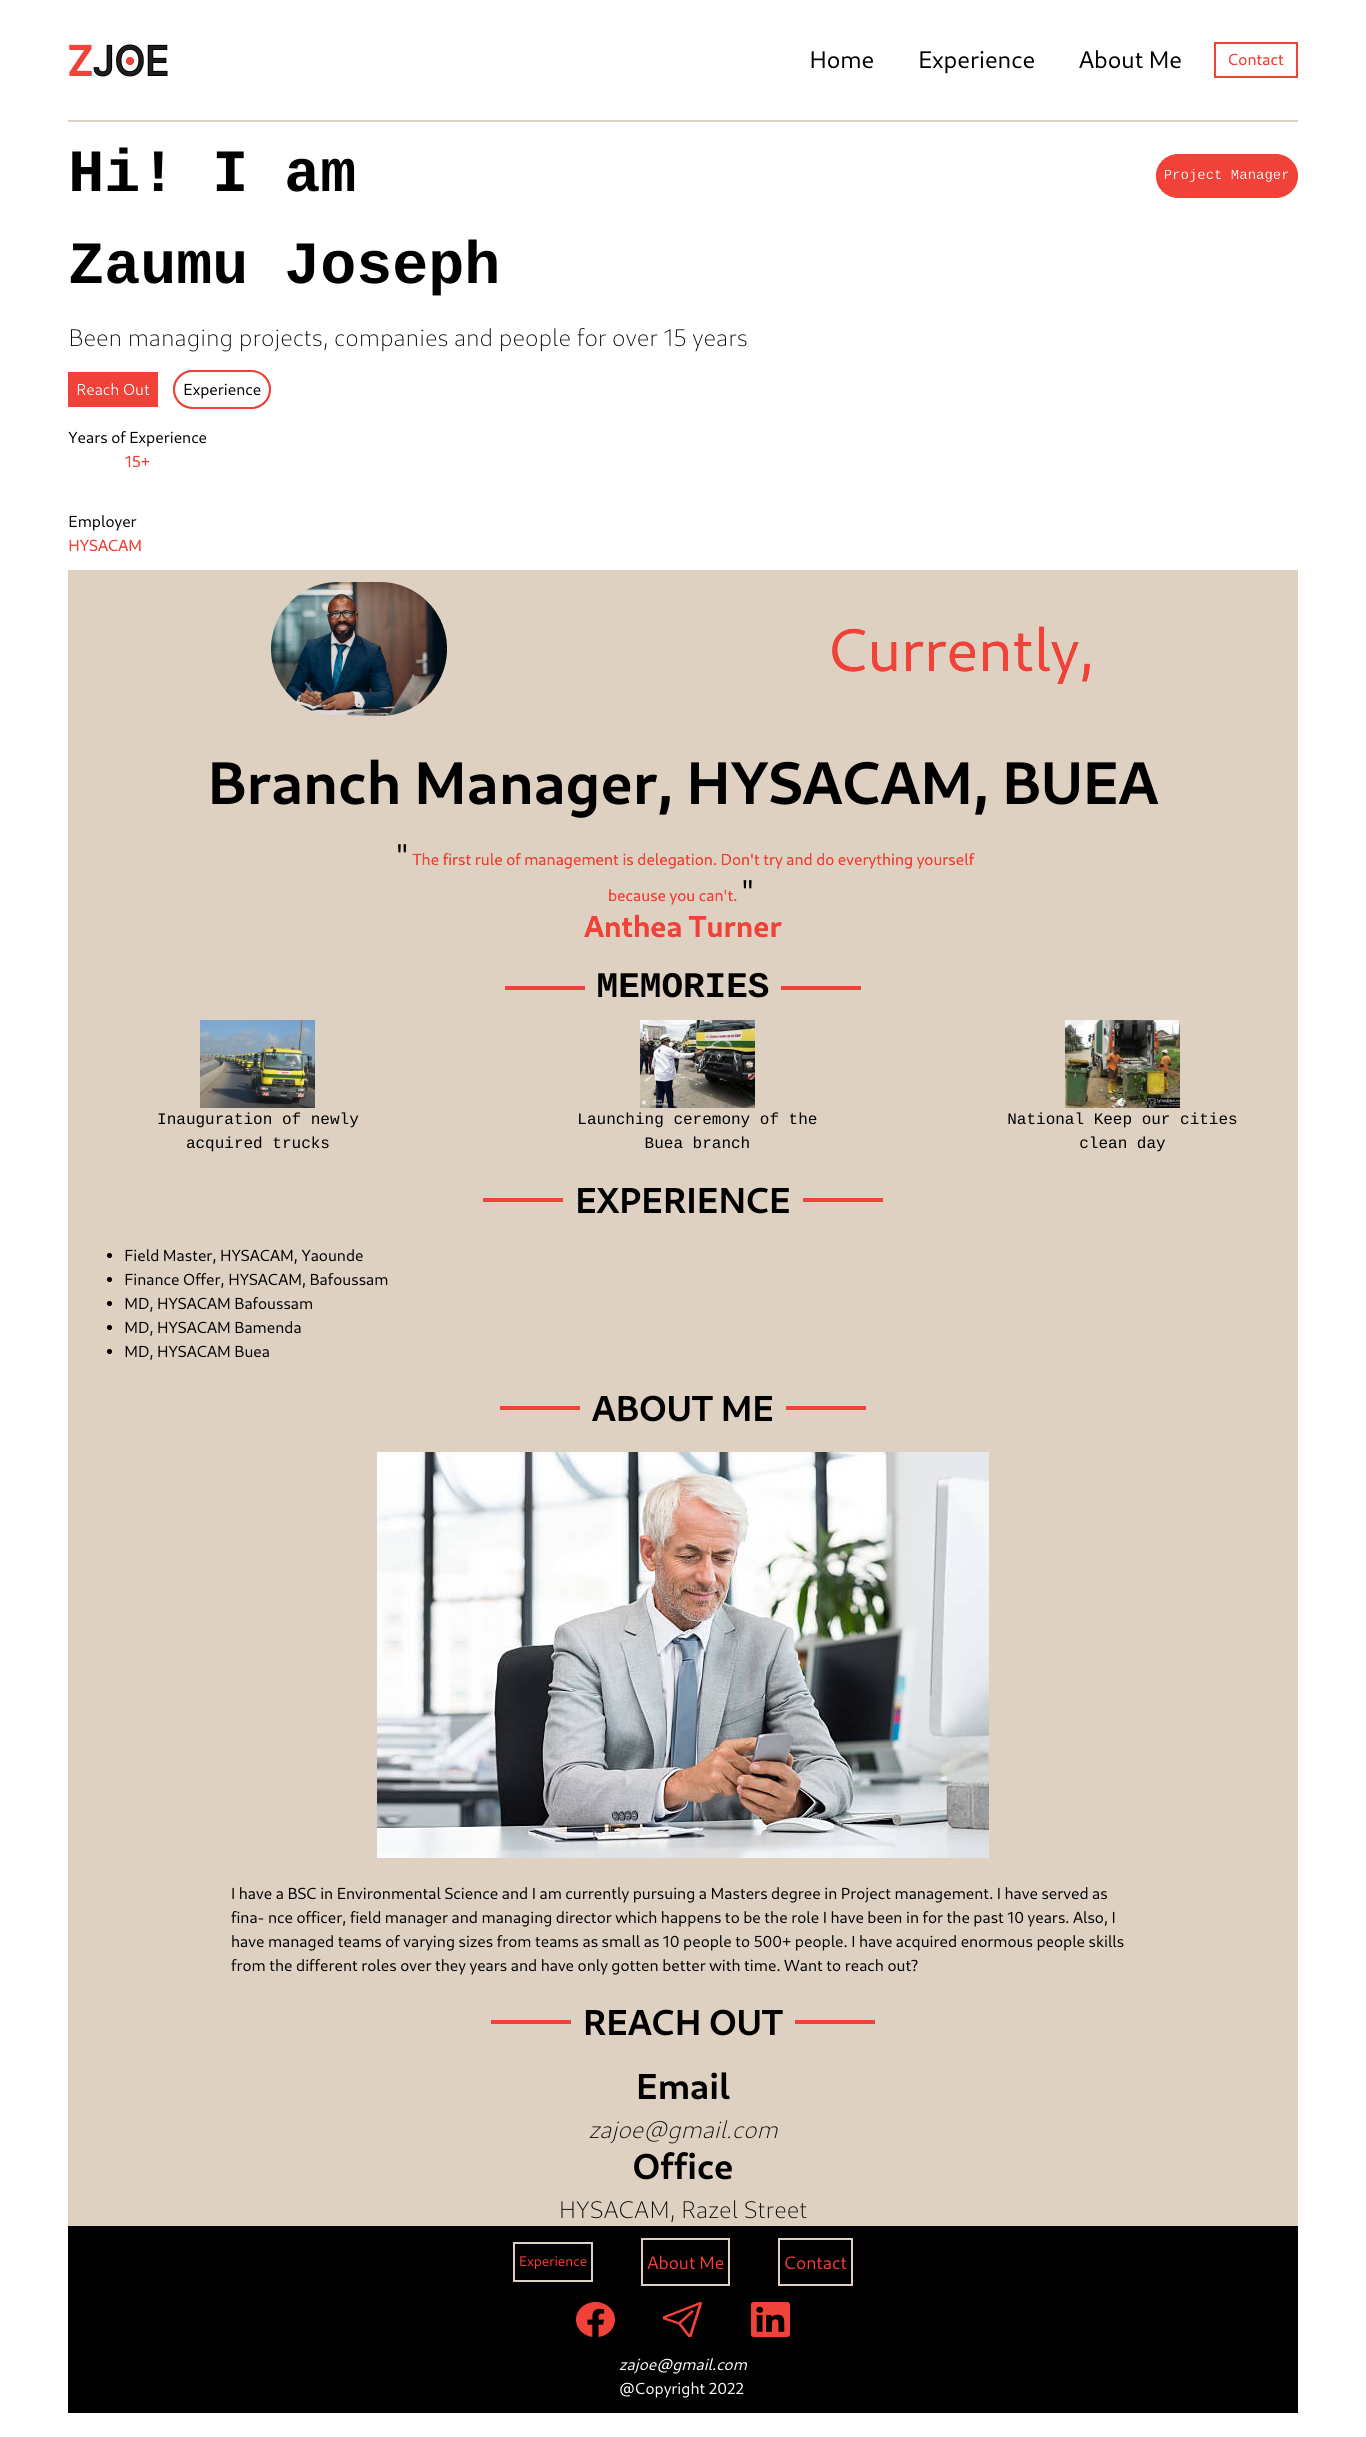 ZJOE
Home Experience About Me Contact
Hi! I am
Project Manager
Zaumu Joseph
Been managing projects, companies and people for over 15 years
Reach Out Experience
Years of Experience
15+
Employer
HYSACAM
Currently,
Branch Manager, HYSACAM, BUEA
" The first rule of management is delegation. Don't try and do everything yourself
because you can't. "
Anthea Turner
MEMORIES
Inauguration of newly
acquired trucks
Launching ceremony of the
Buea branch
National Keep our cities
clean day
EXPERIENCE
• Field Master, HYSACAM, Yaounde
• Finance Offer, HYSACAM, Bafoussam
• MD, HYSACAM Bafoussam
• MD, HYSACAM Bamenda
• MD, HYSACAM Buea
ABOUT ME
I have a BSC in Environmental Science and I am currently pursuing a Masters degree in Project management. I have served as
fina- nce officer, field manager and managing director which happens to be the role I have been in for the past 10 years. Also, I
have managed teams of varying sizes from teams as small as 10 people to 500+ people. I have acquired enormous people skills
from the different roles over they years and have only gotten better with time. Want to reach out?
REACH OUT
Email
zajoe@gmail.com
Office
HYSACAM, Razel Street
Experience About Me Contact
zajoe@gmail.com
@Copyright 2022